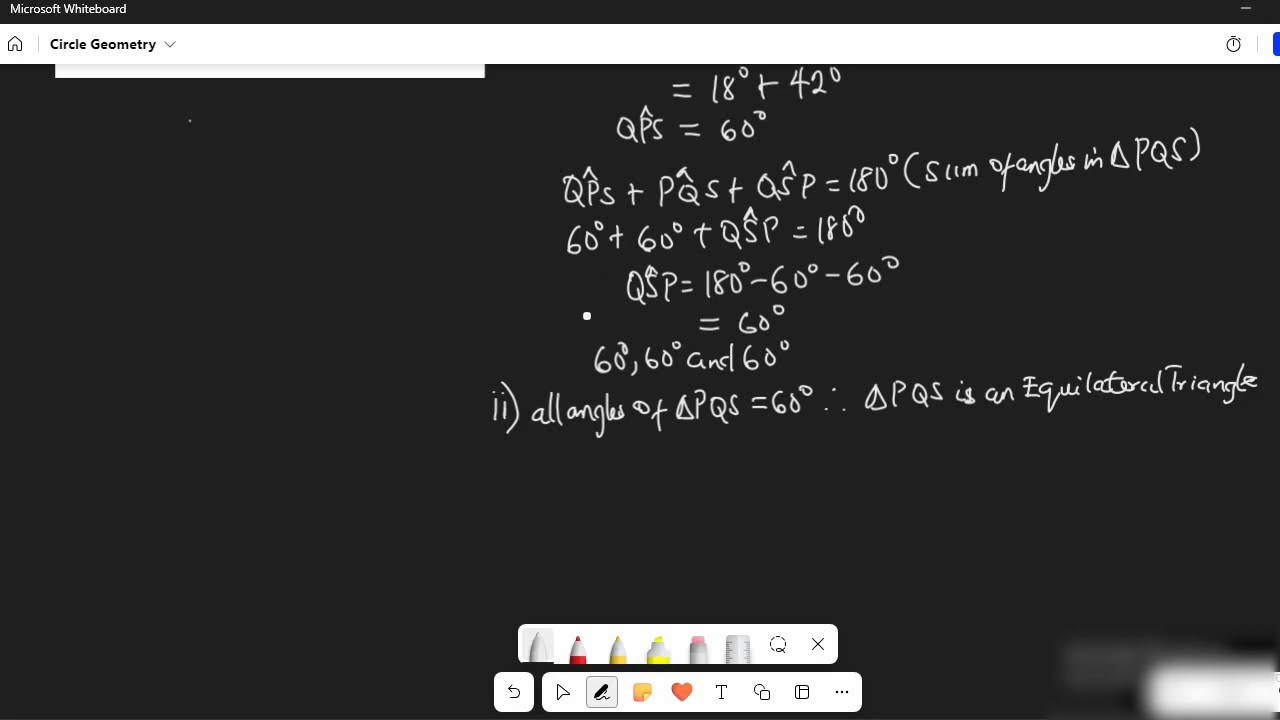 Microsoft Whiteboard
Circle Geometry
= 18° + 42°
QP̂S = 60°
QP̂S + PQ̂S + QŜP = 180° (Sum of angles in ΔPQS)
60° + 60° + QŜP = 180°
QŜP = 180° - 60° - 60°
= 60°
60°, 60° and 60°
ii) all angles of ΔPQS = 60° ∴ ΔPQS is an Equilateral Triangle
T